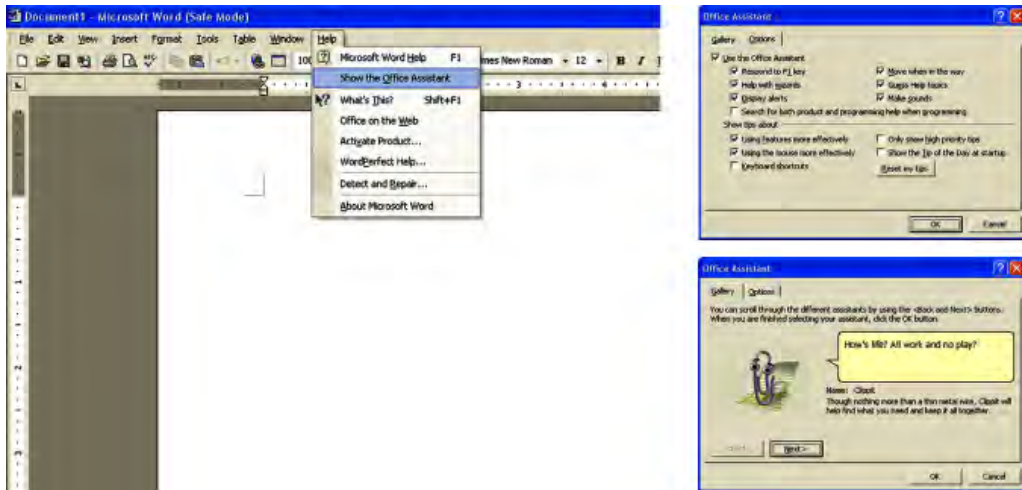 Document1 - Microsoft Word (Safe Mode)
File Edit View Insert Format Tools Table Window Help
100
mes New Roman 12 B I
Microsoft Word Help F1
Show the Office Assistant
What's This? Shift+F1
Office on the Web
Activate Product...
WordPerfect Help...
Detect and Repair...
About Microsoft Word
Office Assistant
Gallery Options
Use the Office Assistant
Respond to F1 key Move when in the way
Help with wizards Guess Help topics
Display alerts Make sounds
Search for both product and programming help when programming
Show tips about
Using features more effectively Only show high priority tips
Using the mouse more effectively Show the Tip of the Day at startup
Keyboard shortcuts Reset my tips
OK Cancel
Office Assistant
Gallery Options
You can scroll through the different assistants by using the <Back and Next> buttons.
When you are finished selecting your assistant, click the OK button.
How's life? All work and no play?
Name: Clippit
Though nothing more than a thin metal wire, Clippit will
help find what you need and keep it all together.
Next>
OK Cancel